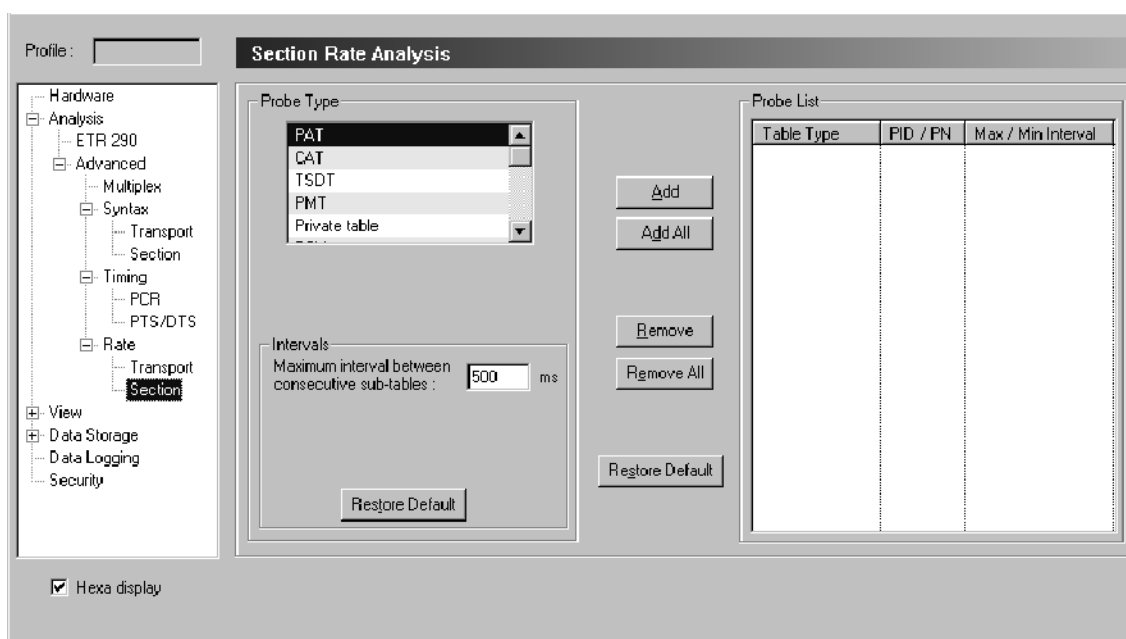 Profile :
Section Rate Analysis
Hardware
Analysis
ETR 290
Advanced
Multiplex
Syntax
Transport
Section
Timing
PCR
PTS/DTS
Rate
Transport
Section
View
Data Storage
Data Logging
Security
Probe Type
PAT
CAT
TSDT
PMT
Private table
Intervals
Maximum interval between
consecutive sub-tables :
500 ms
Restore Default
Add
Add All
Remove
Remove All
Restore Default
Probe List
Table Type PID / PN Max / Min Interval
Hexa display